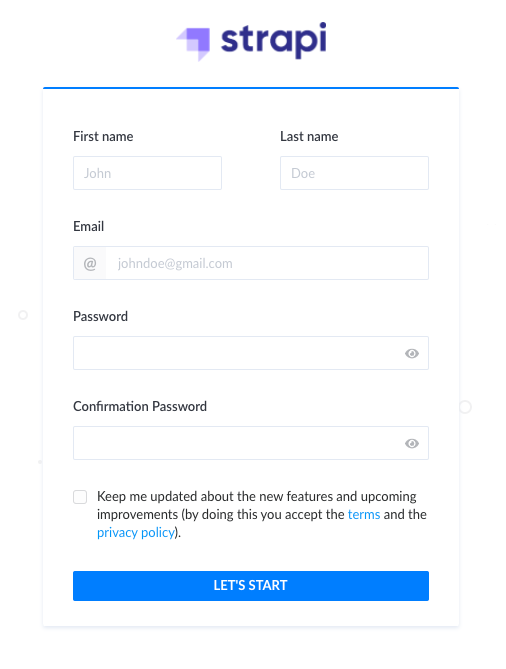 strapi
First name Last name
John Doe
Email
@ johndoe@gmail.com
Password
Confirmation Password
Keep me updated about the new features and upcoming
improvements (by doing this you accept the terms and the
privacy policy).
LET'S START